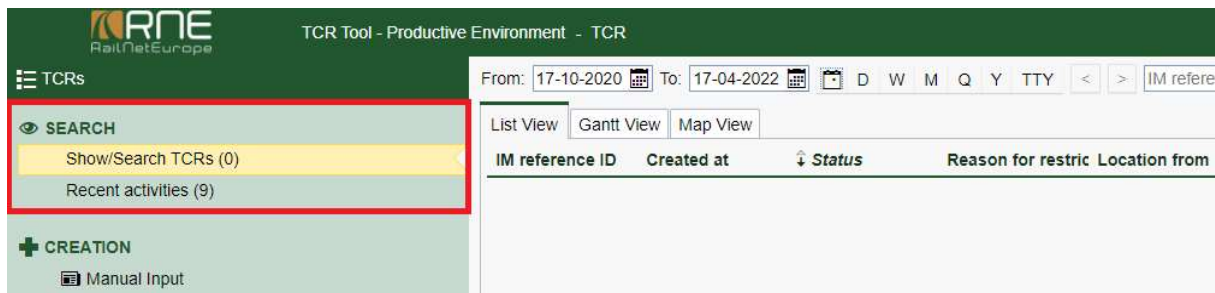 RNE
RailNetEurope
TCR Tool - Productive Environment - TCR
TCRs
From: 17-10-2020 To: 17-04-2022 D W M Q Y TTY < > IM refere
SEARCH
Show/Search TCRs (0)
Recent activities (9)
CREATION
Manual Input
List View Gantt View Map View
IM reference ID Created at Status Reason for restric Location from